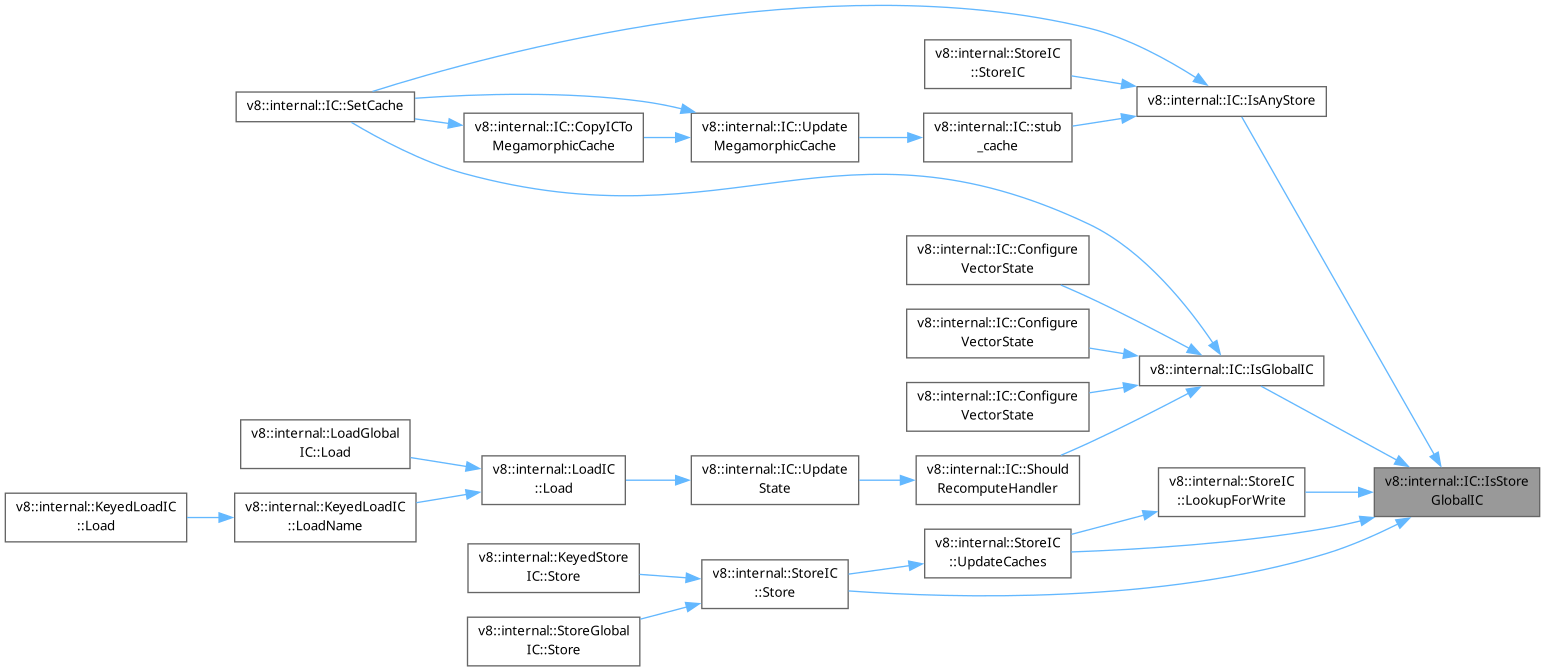 v8::internal::StoreIC
::StoreIC
v8::internal::IC::SetCache
v8::internal::IC::IsAnyStore
v8::internal::IC::CopyICTo
MegamorphicCache
v8::internal::IC::Update
MegamorphicCache
v8::internal::IC::stub
_cache
v8::internal::IC::Configure
VectorState
v8::internal::IC::Configure
VectorState
v8::internal::IC::IsGlobalIC
v8::internal::IC::Configure
VectorState
v8::internal::LoadGlobal
IC::Load
v8::internal::LoadIC
::Load
v8::internal::IC::Update
State
v8::internal::IC::Should
RecomputeHandler
v8::internal::StoreIC
::LookupForWrite
v8::internal::IC::IsStore
GlobalIC
v8::internal::KeyedLoadIC
::Load
v8::internal::KeyedLoadIC
::LoadName
v8::internal::StoreIC
::UpdateCaches
v8::internal::KeyedStore
IC::Store
v8::internal::StoreIC
::Store
v8::internal::StoreGlobal
IC::Store